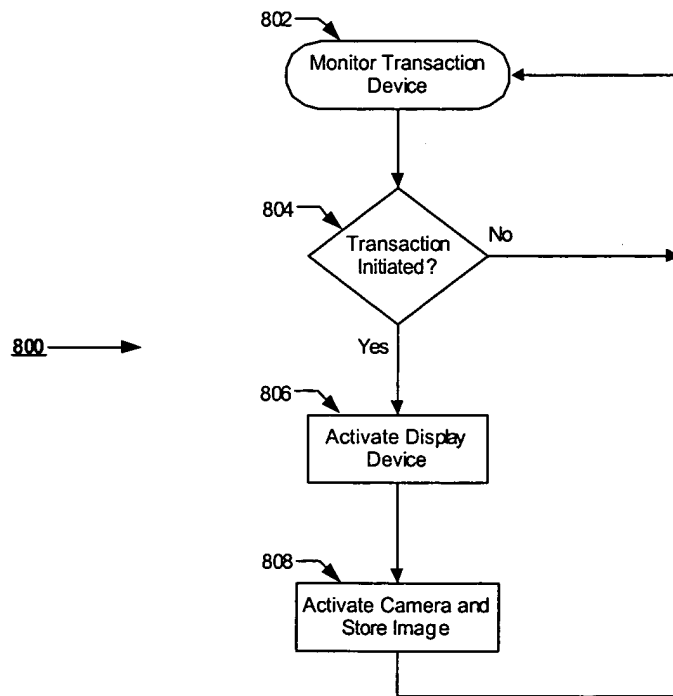 802
Monitor Transaction
Device
804
Transaction
Initiated?
No
800
Yes
806
Activate Display
Device
808
Activate Camera and
Store Image